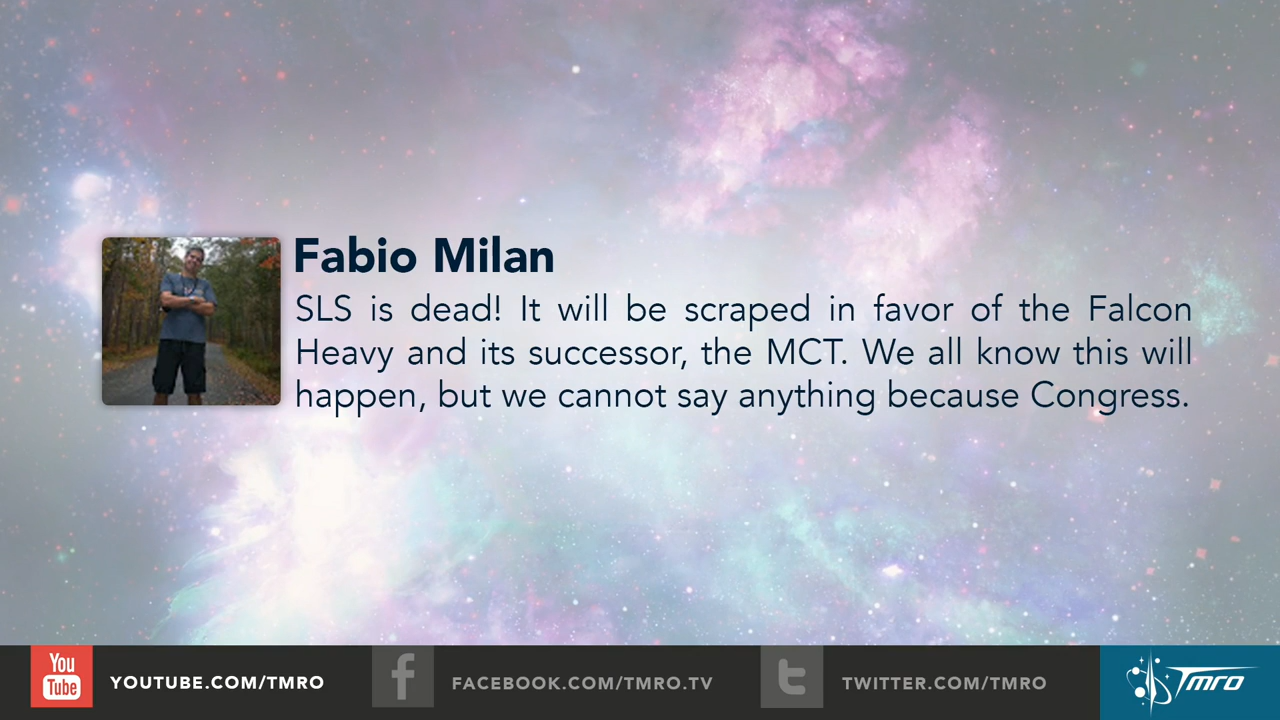 Fabio Milan
SLS is dead! It will be scraped in favor of the Falcon
Heavy and its successor, the MCT. We all know this will
happen, but we cannot say anything because Congress.
You
Tube
YOUTUBE.COM/TMRO
f
FACEBOOK.COM/TMRO.TV
t
TWITTER.COM/TMRO
Tmro